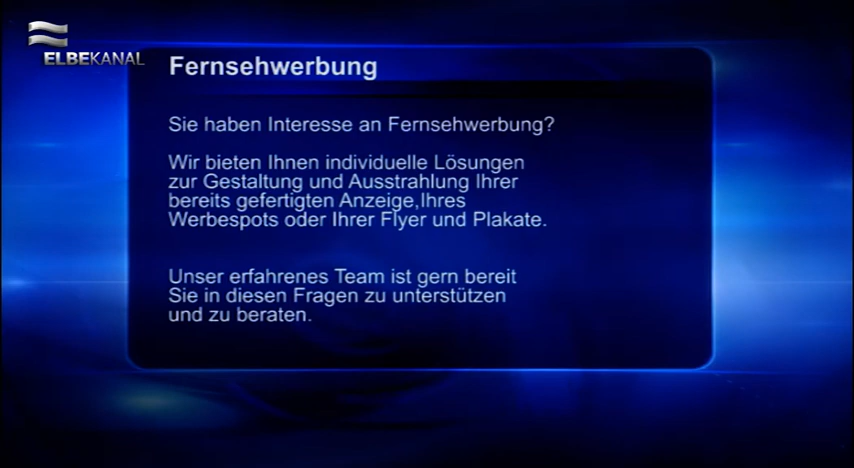 ELBEKANAL
Fernsehwerbung
Sie haben Interesse an Fernsehwerbung?
Wir bieten Ihnen individuelle Lösungen
zur Gestaltung und Ausstrahlung Ihrer
bereits gefertigten Anzeige,Ihres
Werbespots oder Ihrer Flyer und Plakate.
Unser erfahrenes Team ist gern bereit
Sie in diesen Fragen zu unterstützen
und zu beraten.